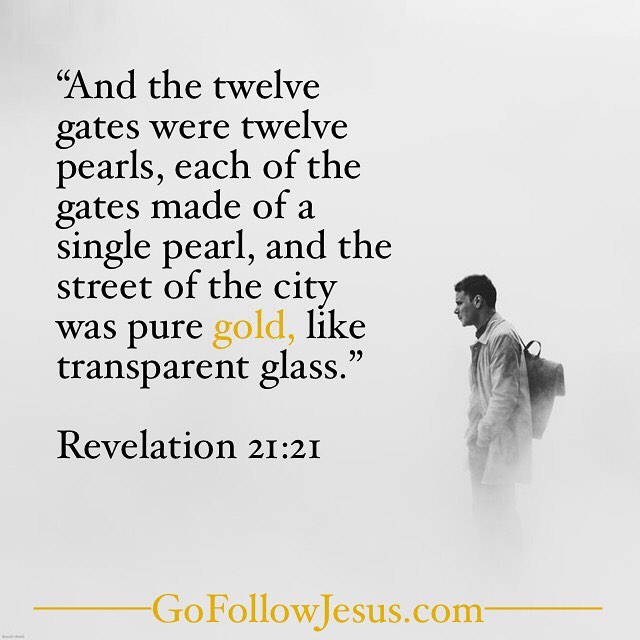 “And the twelve
gates were twelve
pearls, each of the
gates made of a
single pearl, and the
street of the city
was pure gold, like
transparent glass.”
Revelation 21:21
GoFollowJesus.com